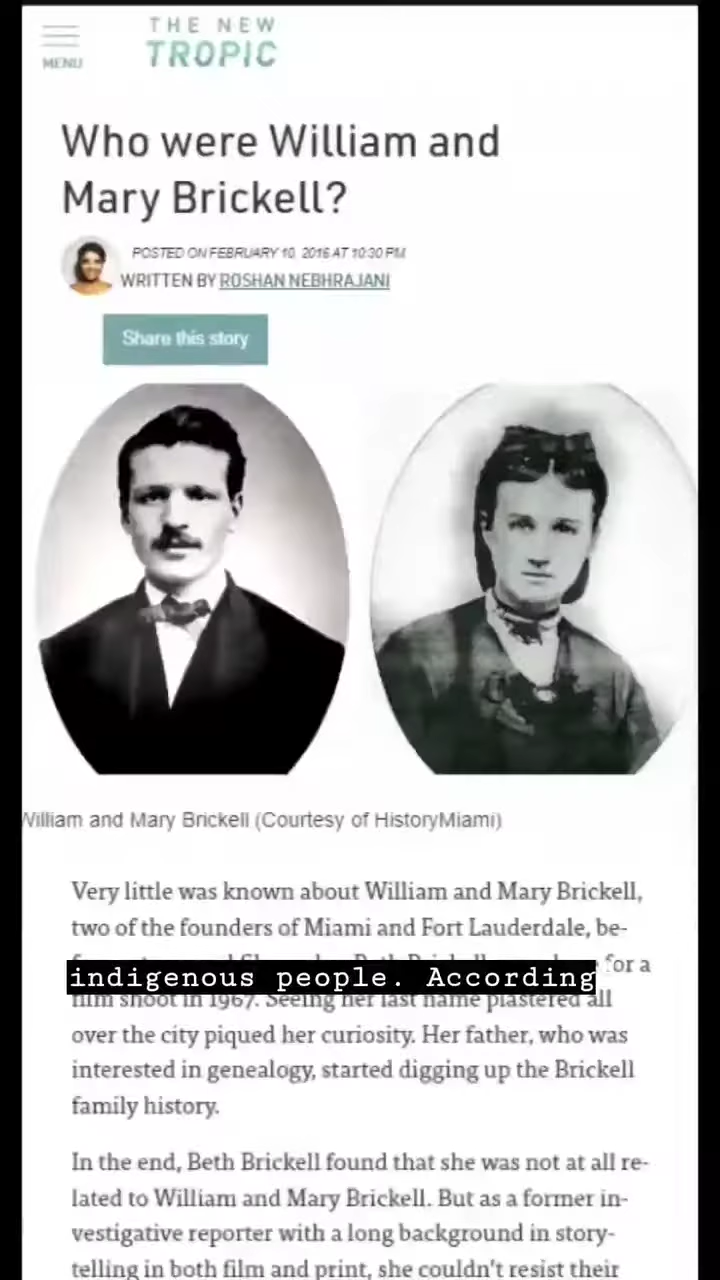 THE NEW
TROPIC
MENU
Who were William and
Mary Brickell?
POSTED ON FEBRUARY 10, 2016 AT 10:30 PM
WRITTEN BY ROSHAN NEBHRAJANI
Share this story
William and Mary Brickell (Courtesy of HistoryMiami)
Very little was known about William and Mary Brickell,
two of the founders of Miami and Fort Lauderdale, be-
for a
indigenous people. According
film shoot in 1967. Seeing her last name plastered all
over the city piqued her curiosity. Her father, who was
interested in genealogy, started digging up the Brickell
family history.
In the end, Beth Brickell found that she was not at all re-
lated to William and Mary Brickell. But as a former in-
vestigative reporter with a long background in story-
telling in both film and print, she couldn't resist their